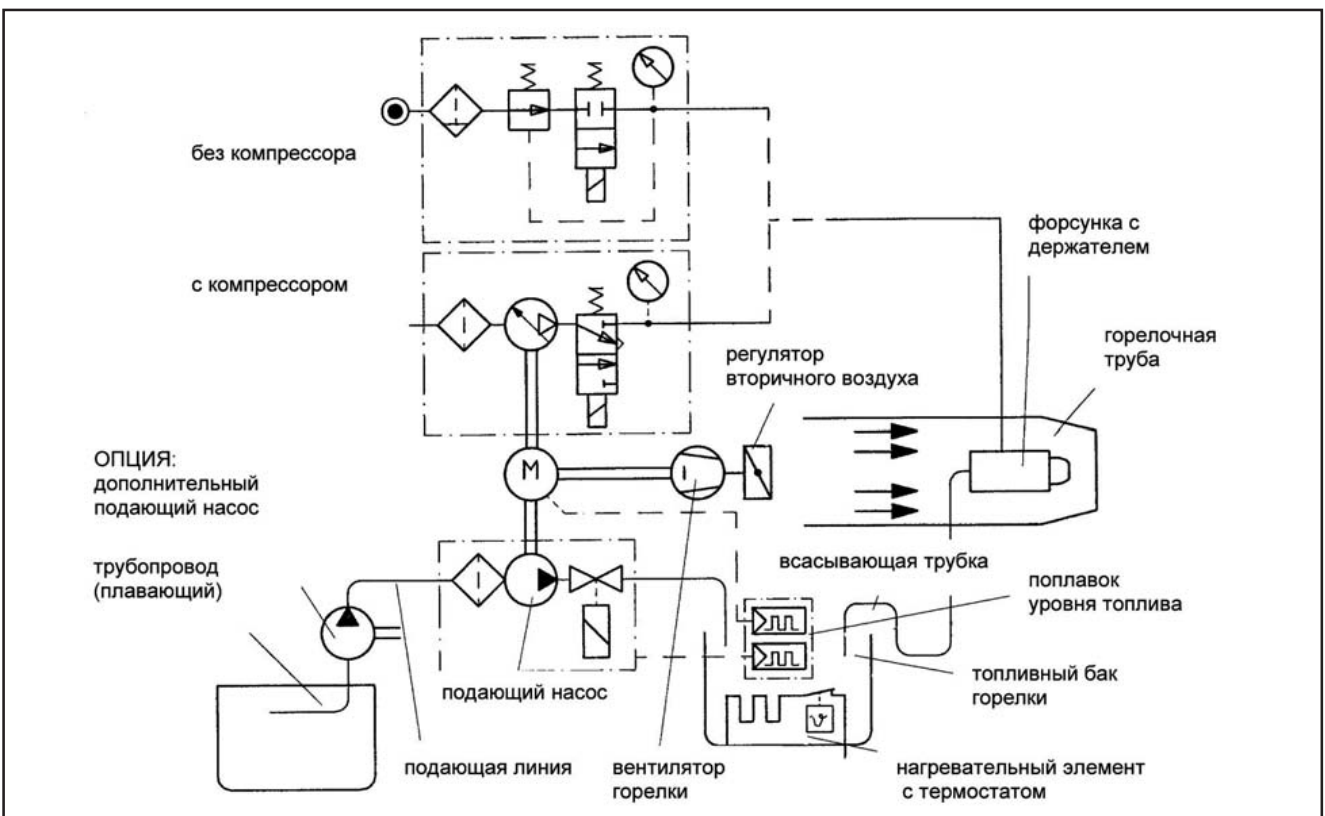 без компрессора
с компрессором
форсунка с
держателем
горелочная
труба
регулятор
вторичного воздуха
ОПЦИЯ:
дополнительный
подающий насос
M
трубопровод
(плавающий)
всасывающая трубка
поплавок
уровня топлива
подающий насос
топливный бак
горелки
подающая линия
вентилятор
горелки
нагревательный элемент
с термостатом